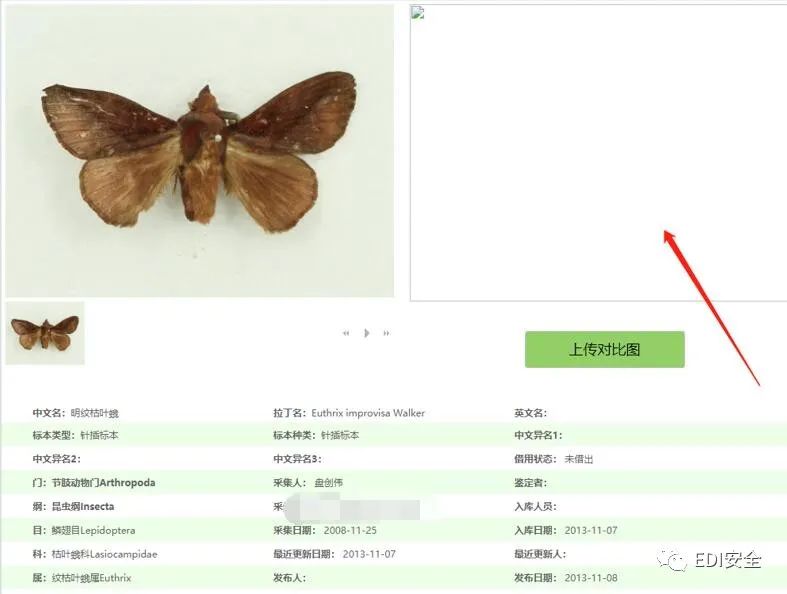 上传对比图
中文名：明纹枯叶蛾 拉丁名：Euthrix improvisa Walker 英文名：
标本类型：针插标本 标本种类：针插标本 中文异名1：
中文异名2： 中文异名3： 借用状态： 未借出
门：节肢动物门Arthropoda 采集人： 盘创伟 鉴定者：
纲：昆虫纲Insecta 采 入库人员：
目：鳞翅目Lepidoptera 采集日期： 2008-11-25 入库日期： 2013-11-07
科：枯叶蛾科Lasiocampidae 最近更新日期： 2013-11-07 最近更新人：
属：纹枯叶蛾属Euthrix 发布人： 发布日期： 2013-11-08
EDI安全